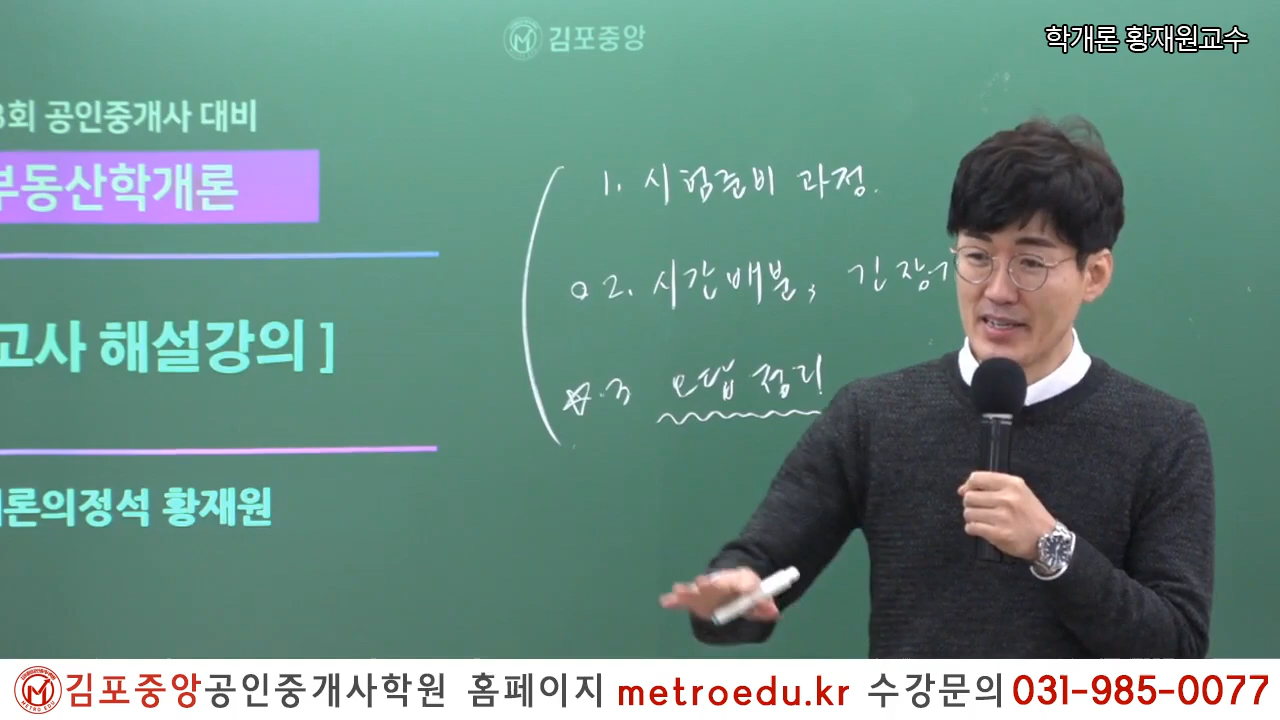 학개론 황재원교수
김포중앙
3회 공인중개사 대비
부동산학개론
고사 해설강의 ]
론의정석 황재원
1. 시험준비 과정.
2. 시간배분, 긴장
3 오답 정리
METRO EDU
김포중앙공인중개사학원 홈페이지 metroedu.kr 수강문의 031-985-0077